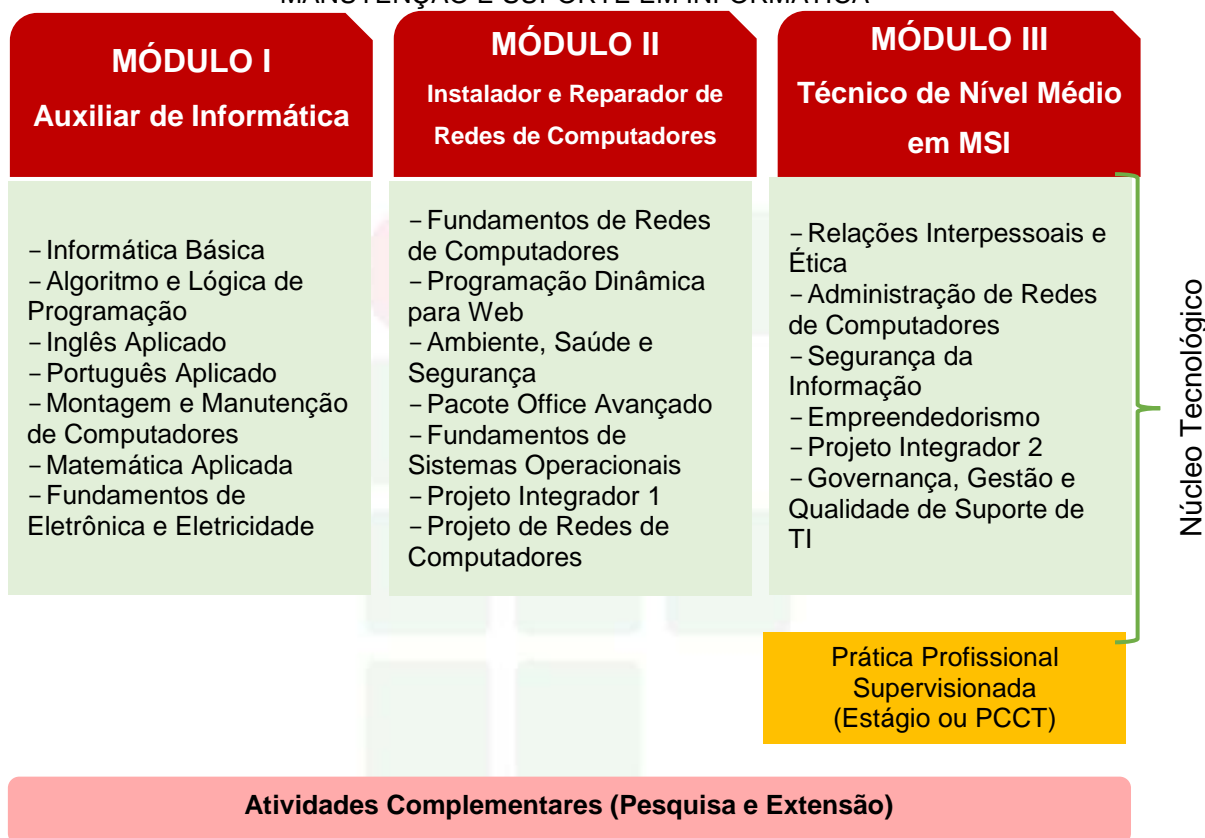 MANUTENÇÃO E SUPORTE EM INFORMÁTICA
MÓDULO I
Auxiliar de Informática
– Informática Básica
– Algoritmo e Lógica de
Programação
– Inglês Aplicado
– Português Aplicado
– Montagem e Manutenção
de Computadores
– Matemática Aplicada
– Fundamentos de
Eletrônica e Eletricidade
MÓDULO II
Instalador e Reparador de
Redes de Computadores
– Fundamentos de Redes
de Computadores
– Programação Dinâmica
para Web
– Ambiente, Saúde e
Segurança
– Pacote Office Avançado
– Fundamentos de
Sistemas Operacionais
– Projeto Integrador 1
– Projeto de Redes de
Computadores
MÓDULO III
Técnico de Nível Médio
em MSI
– Relações Interpessoais e
Ética
– Administração de Redes
de Computadores
– Segurança da
Informação
– Empreendedorismo
– Projeto Integrador 2
– Governança, Gestão e
Qualidade de Suporte de
TI
Núcleo Tecnológico
Prática Profissional
Supervisionada
(Estágio ou PCCT)
Atividades Complementares (Pesquisa e Extensão)